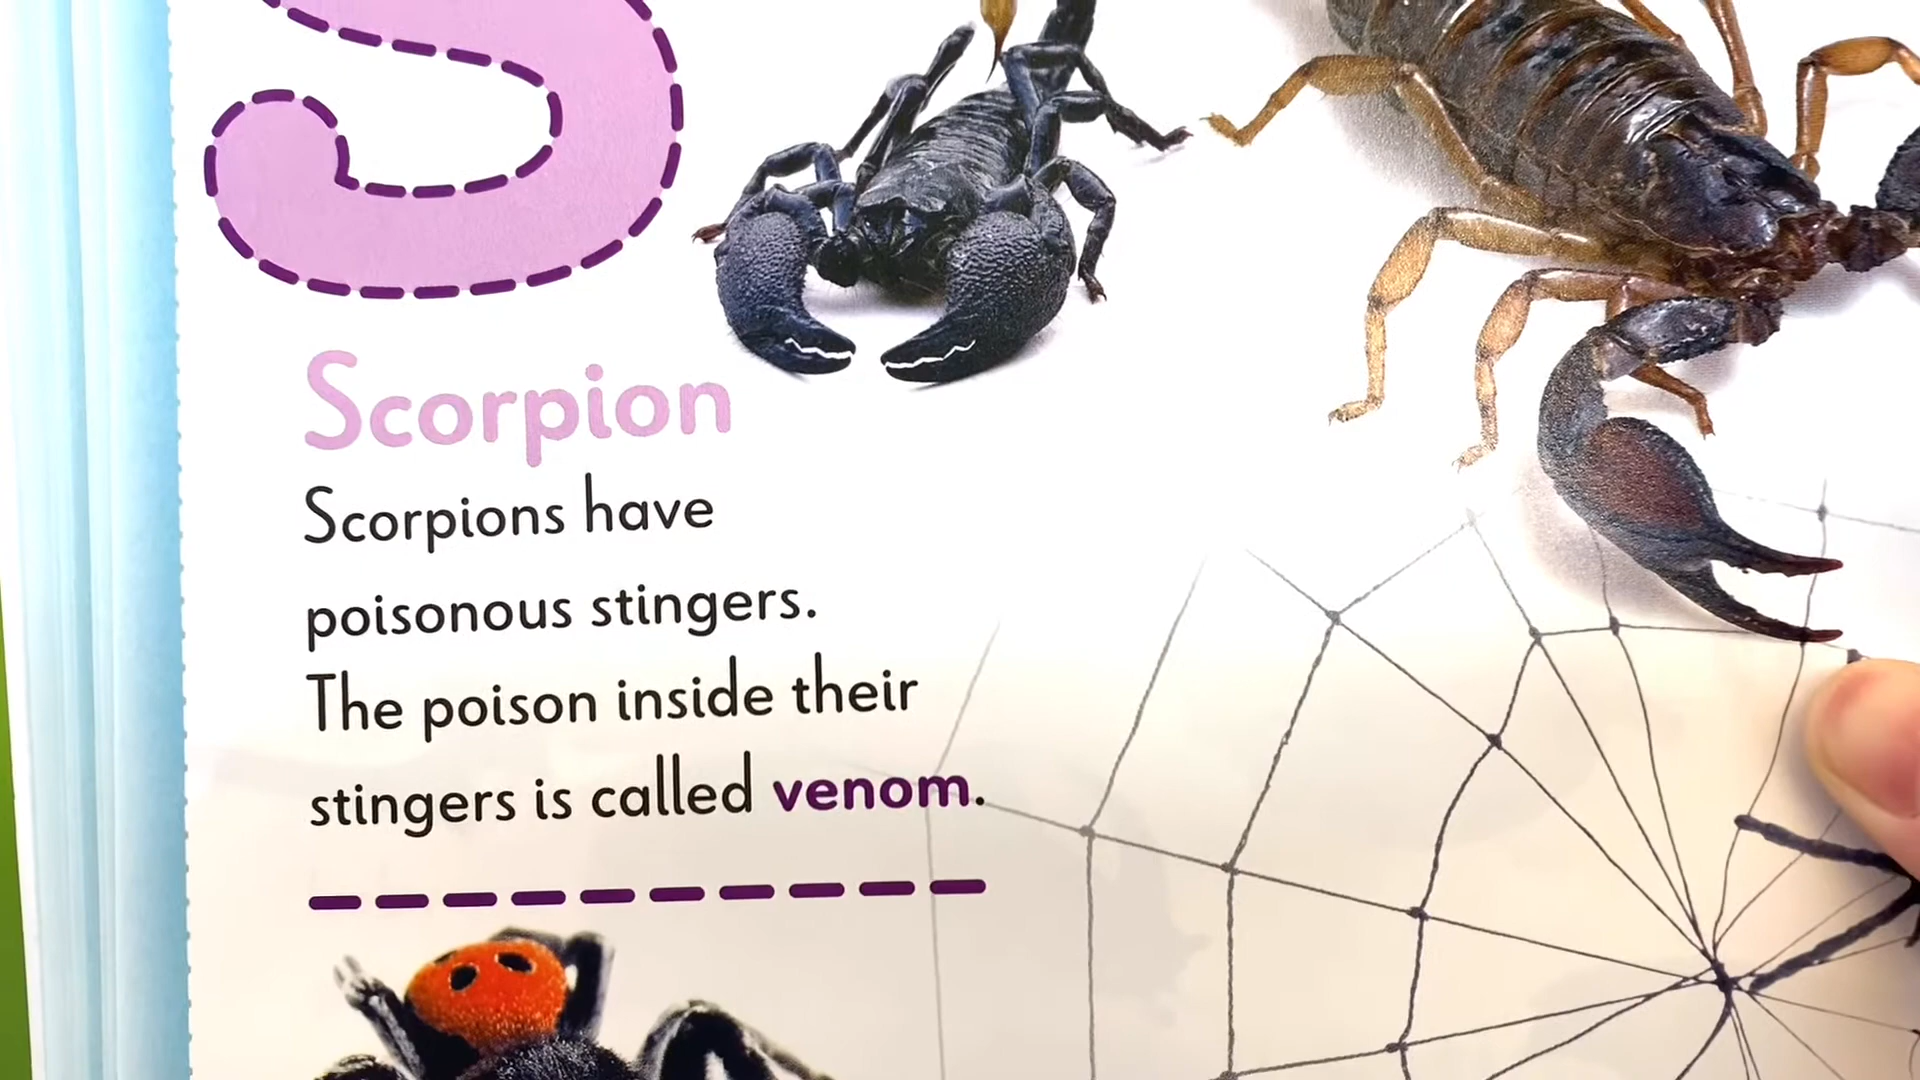 S
Scorpion
Scorpions have
poisonous stingers.
The poison inside their
stingers is called venom.